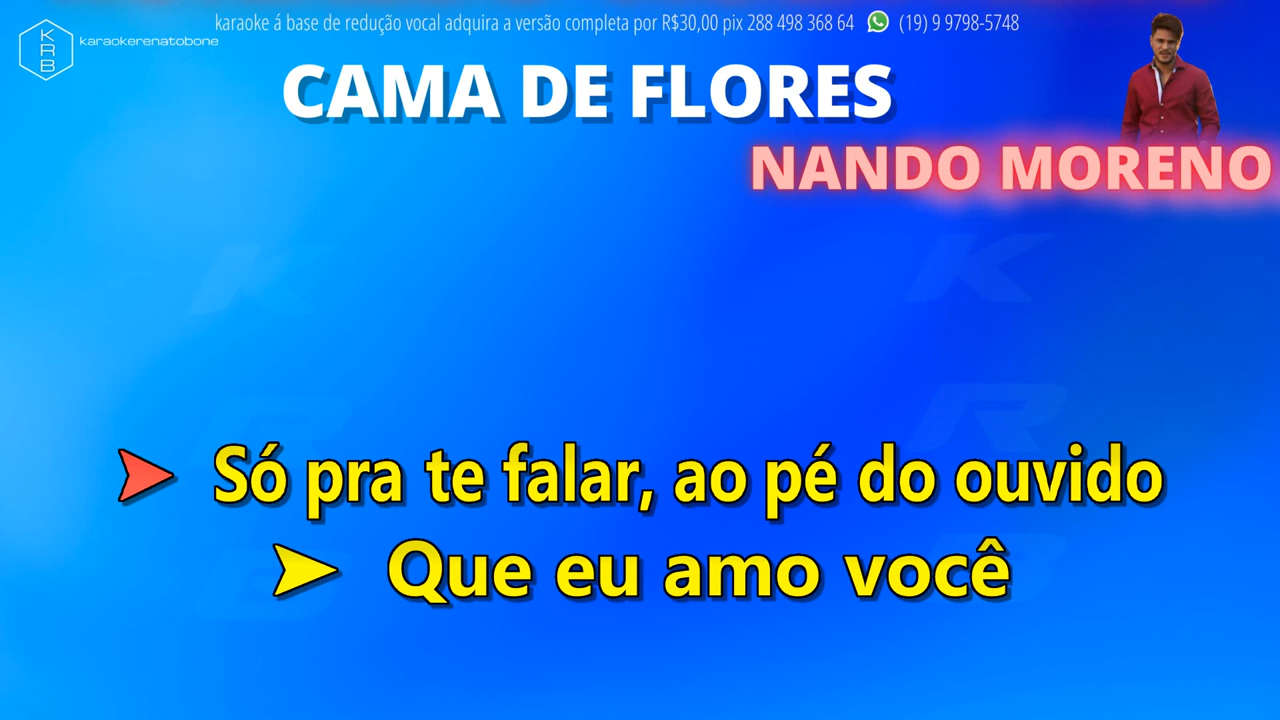 karaoke á base de redução vocal adquira a versão completa por R$30,00 pix 288 498 368 64 (19) 9 9798-5748
K
R
B
karaokerenatobone
CAMA DE FLORES
NANDO MORENO
K K
R R
B B
Só pra te falar, ao pé do ouvido
Que eu amo você